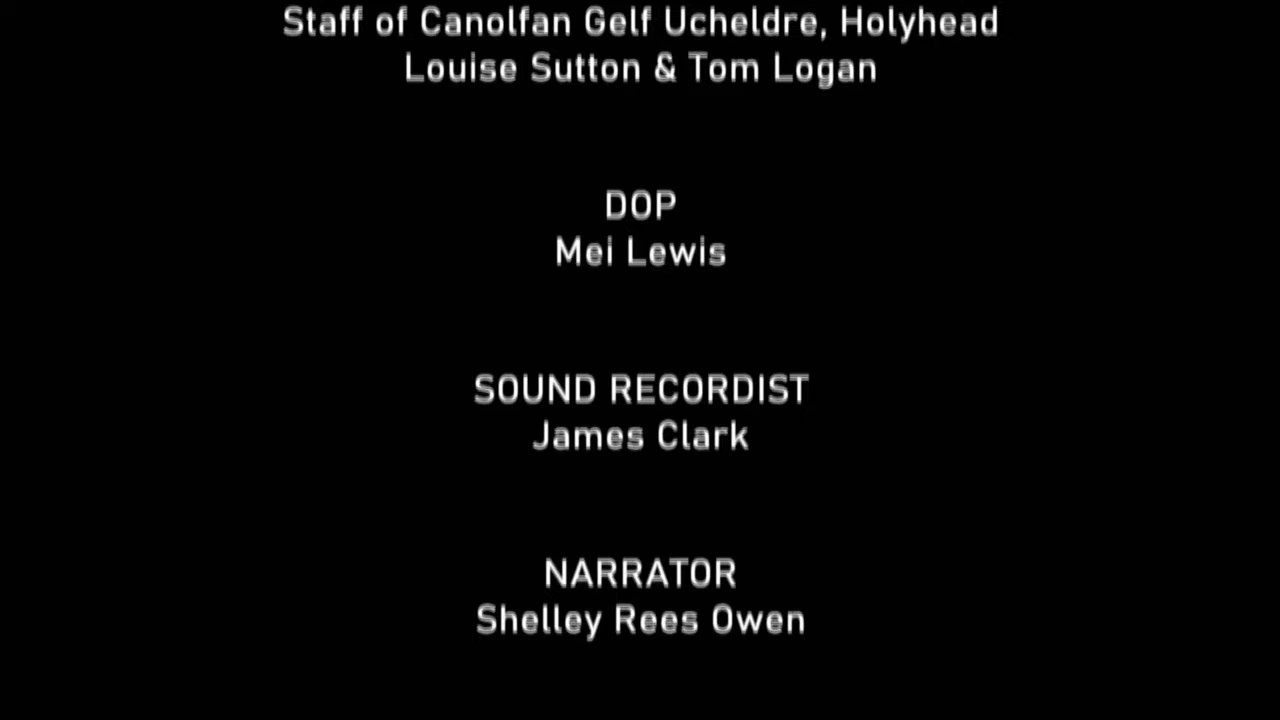 Staff of Canolfan Gelf Ucheldre, Holyhead
Louise Sutton & Tom Logan
DOP
Mei Lewis
SOUND RECORDIST
James Clark
NARRATOR
Shelley Rees Owen